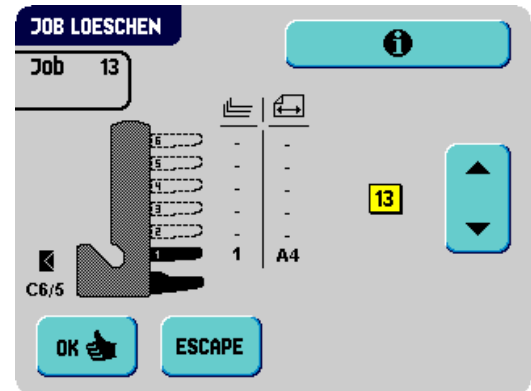 JOB LOESCHEN
Job 13
6 - -
5 - -
4 - -
3 - -
2 - -
1 1 A4
13
C6/5
OK ESCAPE